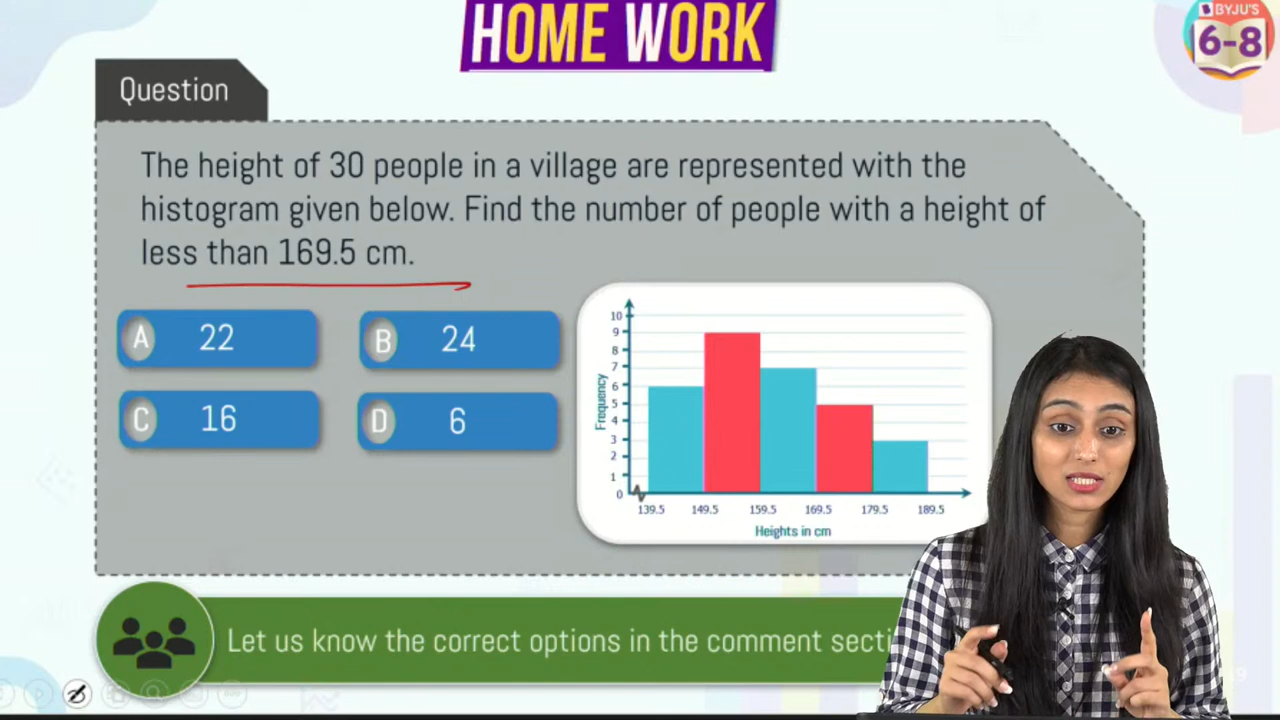 HOME WORK
BYJU'S
6-8
Question
The height of 30 people in a village are represented with the
histogram given below. Find the number of people with a height of
less than 169.5 cm.
A 22
B 24
C 16
D 6
10
9
8
7
6
5
4
3
2
1
0
Frequency
139.5 149.5 159.5 169.5 179.5 189.5
Heights in cm
Let us know the correct options in the comment secti